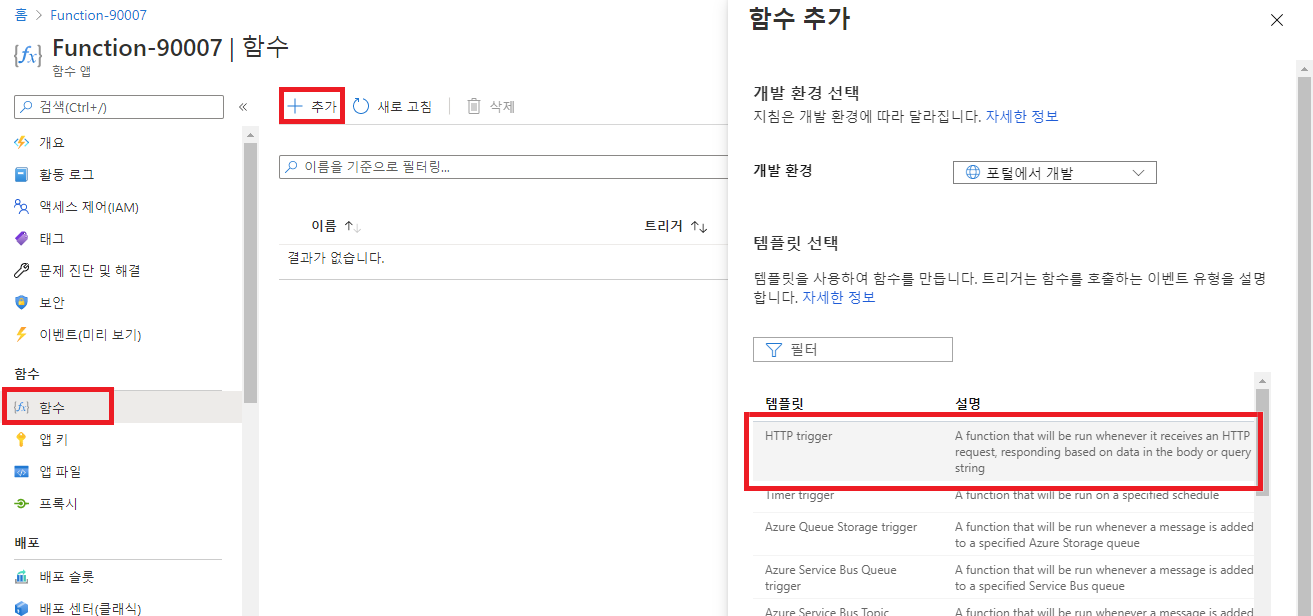 홈 > Function-90007
Function-90007 | 함수
함수 앱
검색(Ctrl+/)
«
개요
활동 로그
액세스 제어(IAM)
태그
문제 진단 및 해결
보안
이벤트(미리 보기)
함수
함수
앱 키
앱 파일
프록시
배포
배포 슬롯
배포 센터(클래식)
추가 새로 고침 삭제
이름을 기준으로 필터링...
이름 ↑↓ 트리거 ↑↓
결과가 없습니다.
함수 추가
개발 환경 선택
지침은 개발 환경에 따라 달라집니다. 자세한 정보
개발 환경 포털에서 개발
템플릿 선택
템플릿을 사용하여 함수를 만듭니다. 트리거는 함수를 호출하는 이벤트 유형을 설명
합니다. 자세한 정보
필터
템플릿 설명
HTTP trigger A function that will be run whenever it receives an HTTP
request, responding based on data in the body or query
string
Timer trigger A function that will be run on a specified schedule
Azure Queue Storage trigger A function that will be run whenever a message is added
to a specified Azure Storage queue
Azure Service Bus Queue A function that will be run whenever a message is added
trigger to a specified Service Bus queue
Azure Service Bus Topic A function that will be run whenever a message is added